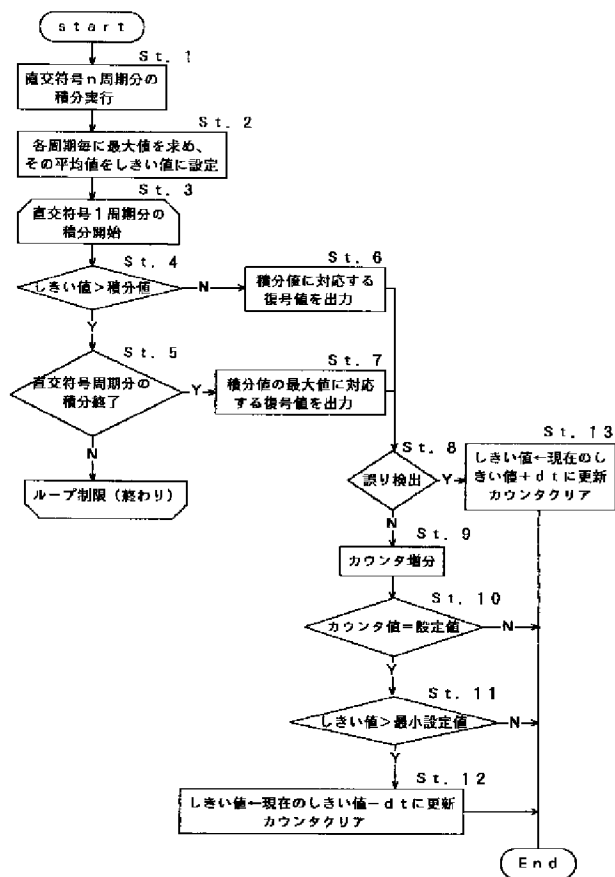 start
St. 1
直交符号n周期分の
積分実行
St. 2
各周期毎に最大値を求め、
その平均値をしきい値に設定
St. 3
直交符号1周期分の
積分開始
St. 4
しきい値>積分値
N
Y
St. 6
積分値に対応する
復号値を出力
St. 5
直交符号周期分の
積分終了
Y
N
St. 7
積分値の最大値に対応
する復号値を出力
ループ制限(終わり)
St. 8
誤り検出
Y
N
St. 13
しきい値←現在のし
きい値+dtに更新
カウンタクリア
St. 9
カウンタ増分
St. 10
カウンタ値=設定値
N
Y
St. 11
しきい値>最小設定値
N
Y
St. 12
しきい値←現在のしきい値-dtに更新
カウンタクリア
End